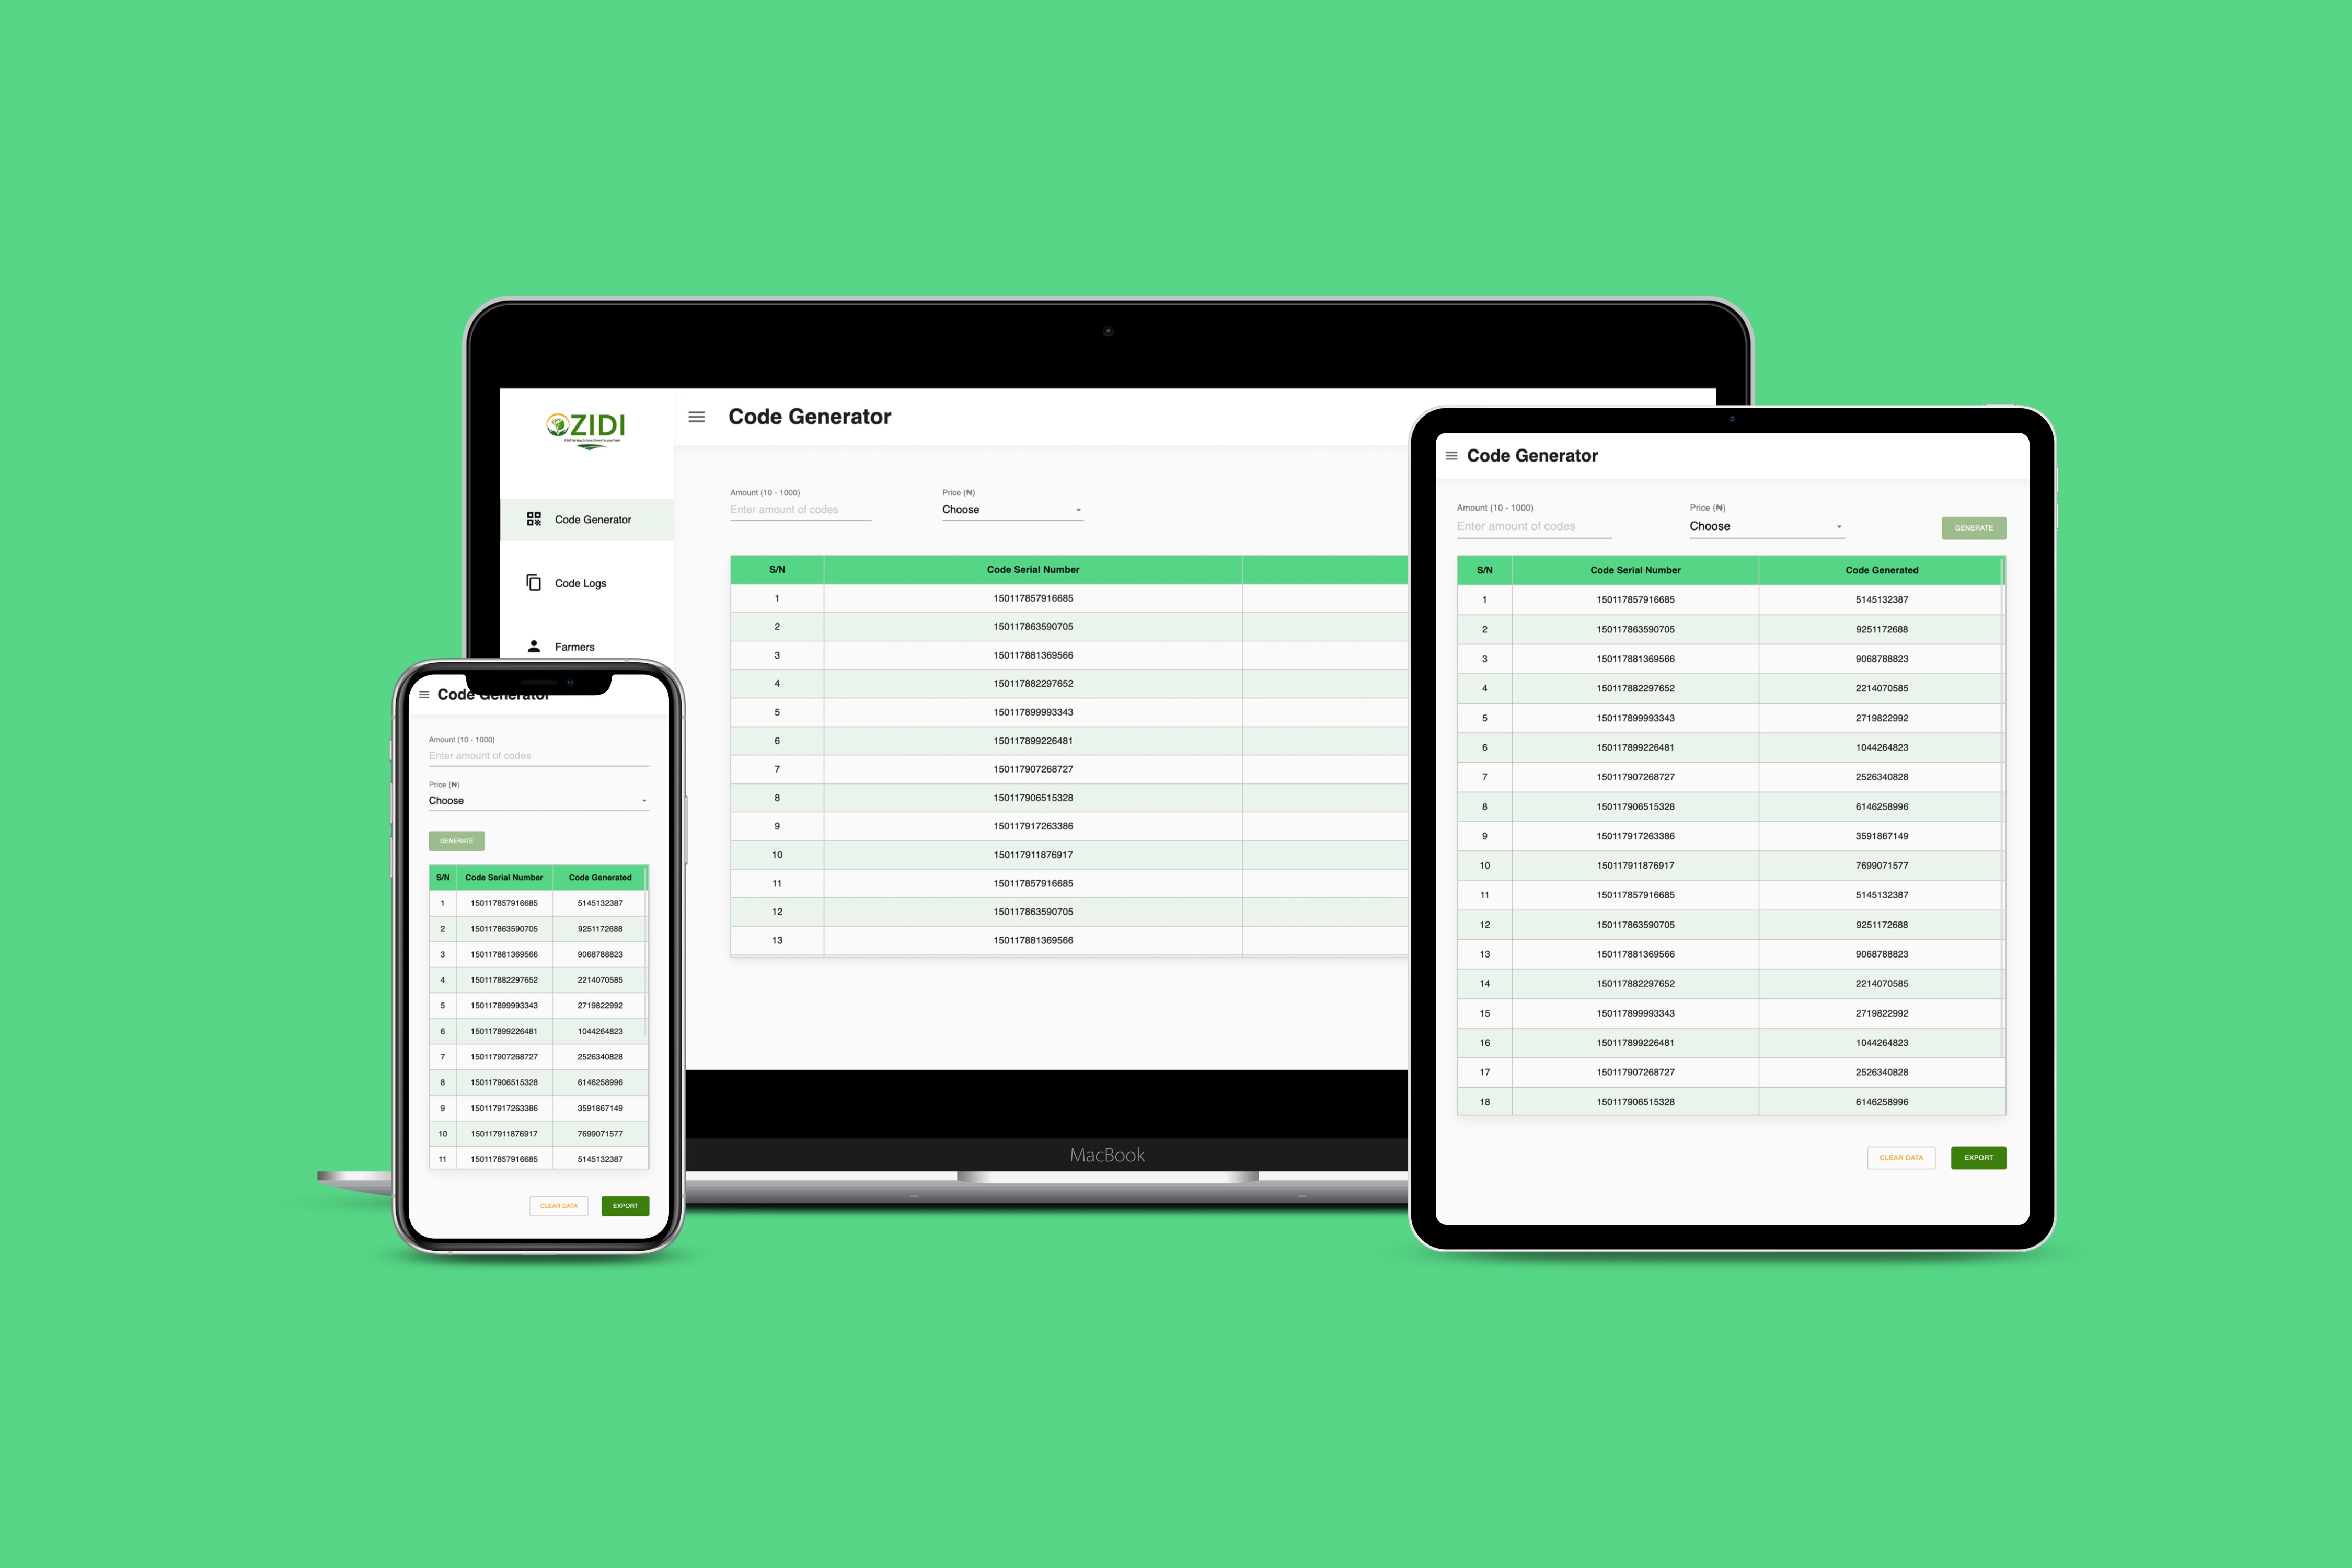 OZIDI
Code Generator
Code Logs
Farmers
Code Generator
Amount (10 - 1000)
Price (₦)
Enter amount of codes
Choose
S/N Code Serial Number
1 150117857916685
2 150117863590705
3 150117881369566
4 150117882297652
5 150117899993343
6 150117899226481
7 150117907268727
8 150117906515328
9 150117917263386
10 150117911876917
11 150117857916685
12 150117863590705
13 150117881369566
MacBook
Code Generator
Amount (10 - 1000)
Enter amount of codes
Price (₦)
Choose
GENERATE
S/N Code Serial Number Code Generated
1 150117857916685 5145132387
2 150117863590705 9251172688
3 150117881369566 9068788823
4 150117882297652 2214070585
5 150117899993343 2719822992
6 150117899226481 1044264823
7 150117907268727 2526340828
8 150117906515328 6146258996
9 150117917263386 3591867149
10 150117911876917 7699071577
11 150117857916685 5145132387
CLEAR DATA EXPORT
Code Generator
Amount (10 - 1000)
Price (₦)
Enter amount of codes
Choose
GENERATE
S/N Code Serial Number Code Generated
1 150117857916685 5145132387
2 150117863590705 9251172688
3 150117881369566 9068788823
4 150117882297652 2214070585
5 150117899993343 2719822992
6 150117899226481 1044264823
7 150117907268727 2526340828
8 150117906515328 6146258996
9 150117917263386 3591867149
10 150117911876917 7699071577
11 150117857916685 5145132387
12 150117863590705 9251172688
13 150117881369566 9068788823
14 150117882297652 2214070585
15 150117899993343 2719822992
16 150117899226481 1044264823
17 150117907268727 2526340828
18 150117906515328 6146258996
CLEAR DATA EXPORT